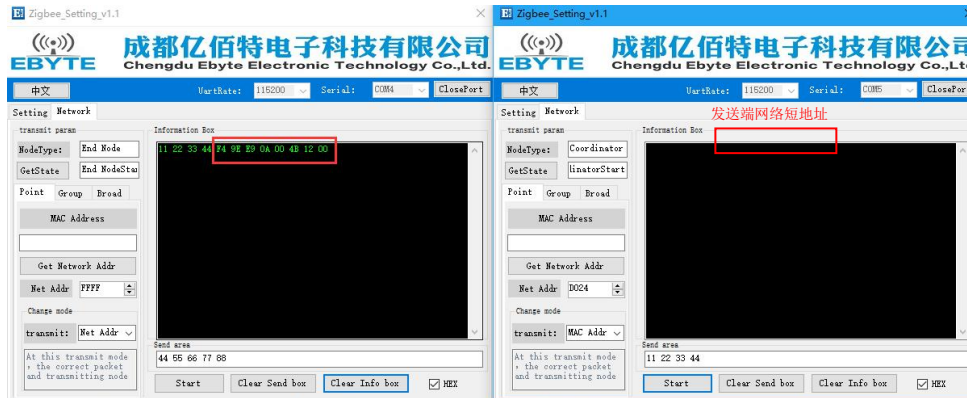 Zigbee_Setting_v1.1
EBYTE
成都亿佰特电子科技有限公司
Chengdu Ebyte Electronic Technology Co.,Ltd.
中文 UartRate: 115200 Serial: COM4 ClosePort
Setting Network
transmit param
NodeType: End Node
GetState End NodeStar
Point Group Broad
MAC Address
Get Network Addr
Net Addr FFFF
Change mode
transmit: Net Addr
At this transmit mode
, the correct packet
and transmitting node
Information Box
11 22 33 44 F4 9E E9 0A 00 4B 12 00
Send area
44 55 66 77 88
Start Clear Send box Clear Info box HEX
Zigbee_Setting_v1.1
EBYTE
成都亿佰特电子科技有限公司
Chengdu Ebyte Electronic Technology Co.,Lt
中文 UartRate: 115200 Serial: COM5 ClosePor
Setting Network
发送端网络短地址
transmit param
NodeType: Coordinator
GetState linatorStart
Point Group Broad
MAC Address
Get Network Addr
Net Addr D024
Change mode
transmit: MAC Addr
At this transmit mode
, the correct packet
and transmitting node
Information Box
Send area
11 22 33 44
Start Clear Send box Clear Info box HEX